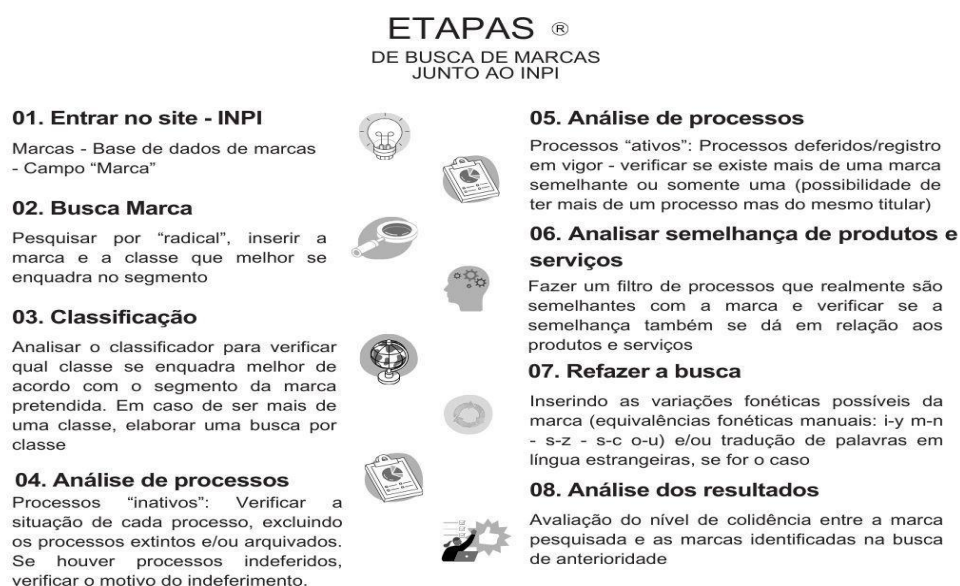 ETAPAS ®
DE BUSCA DE MARCAS
JUNTO AO INPI
01. Entrar no site - INPI
Marcas - Base de dados de marcas
- Campo “Marca”
02. Busca Marca
Pesquisar por “radical”, inserir a
marca e a classe que melhor se
enquadra no segmento
03. Classificação
Analisar o classificador para verificar
qual classe se enquadra melhor de
acordo com o segmento da marca
pretendida. Em caso de ser mais de
uma classe, elaborar uma busca por
classe
04. Análise de processos
Processos “inativos”: Verificar a
situação de cada processo, excluindo
os processos extintos e/ou arquivados.
Se houver processos indeferidos,
verificar o motivo do indeferimento.
05. Análise de processos
Processos “ativos”: Processos deferidos/registro
em vigor - verificar se existe mais de uma marca
semelhante ou somente uma (possibilidade de
ter mais de um processo mas do mesmo titular)
06. Analisar semelhança de produtos e
serviços
Fazer um filtro de processos que realmente são
semelhantes com a marca e verificar se a
semelhança também se dá em relação aos
produtos e serviços
07. Refazer a busca
Inserindo as variações fonéticas possíveis da
marca (equivalências fonéticas manuais: i-y m-n
- s-z - s-c o-u) e/ou tradução de palavras em
língua estrangeiras, se for o caso
08. Análise dos resultados
Avaliação do nível de colidência entre a marca
pesquisada e as marcas identificadas na busca
de anterioridade